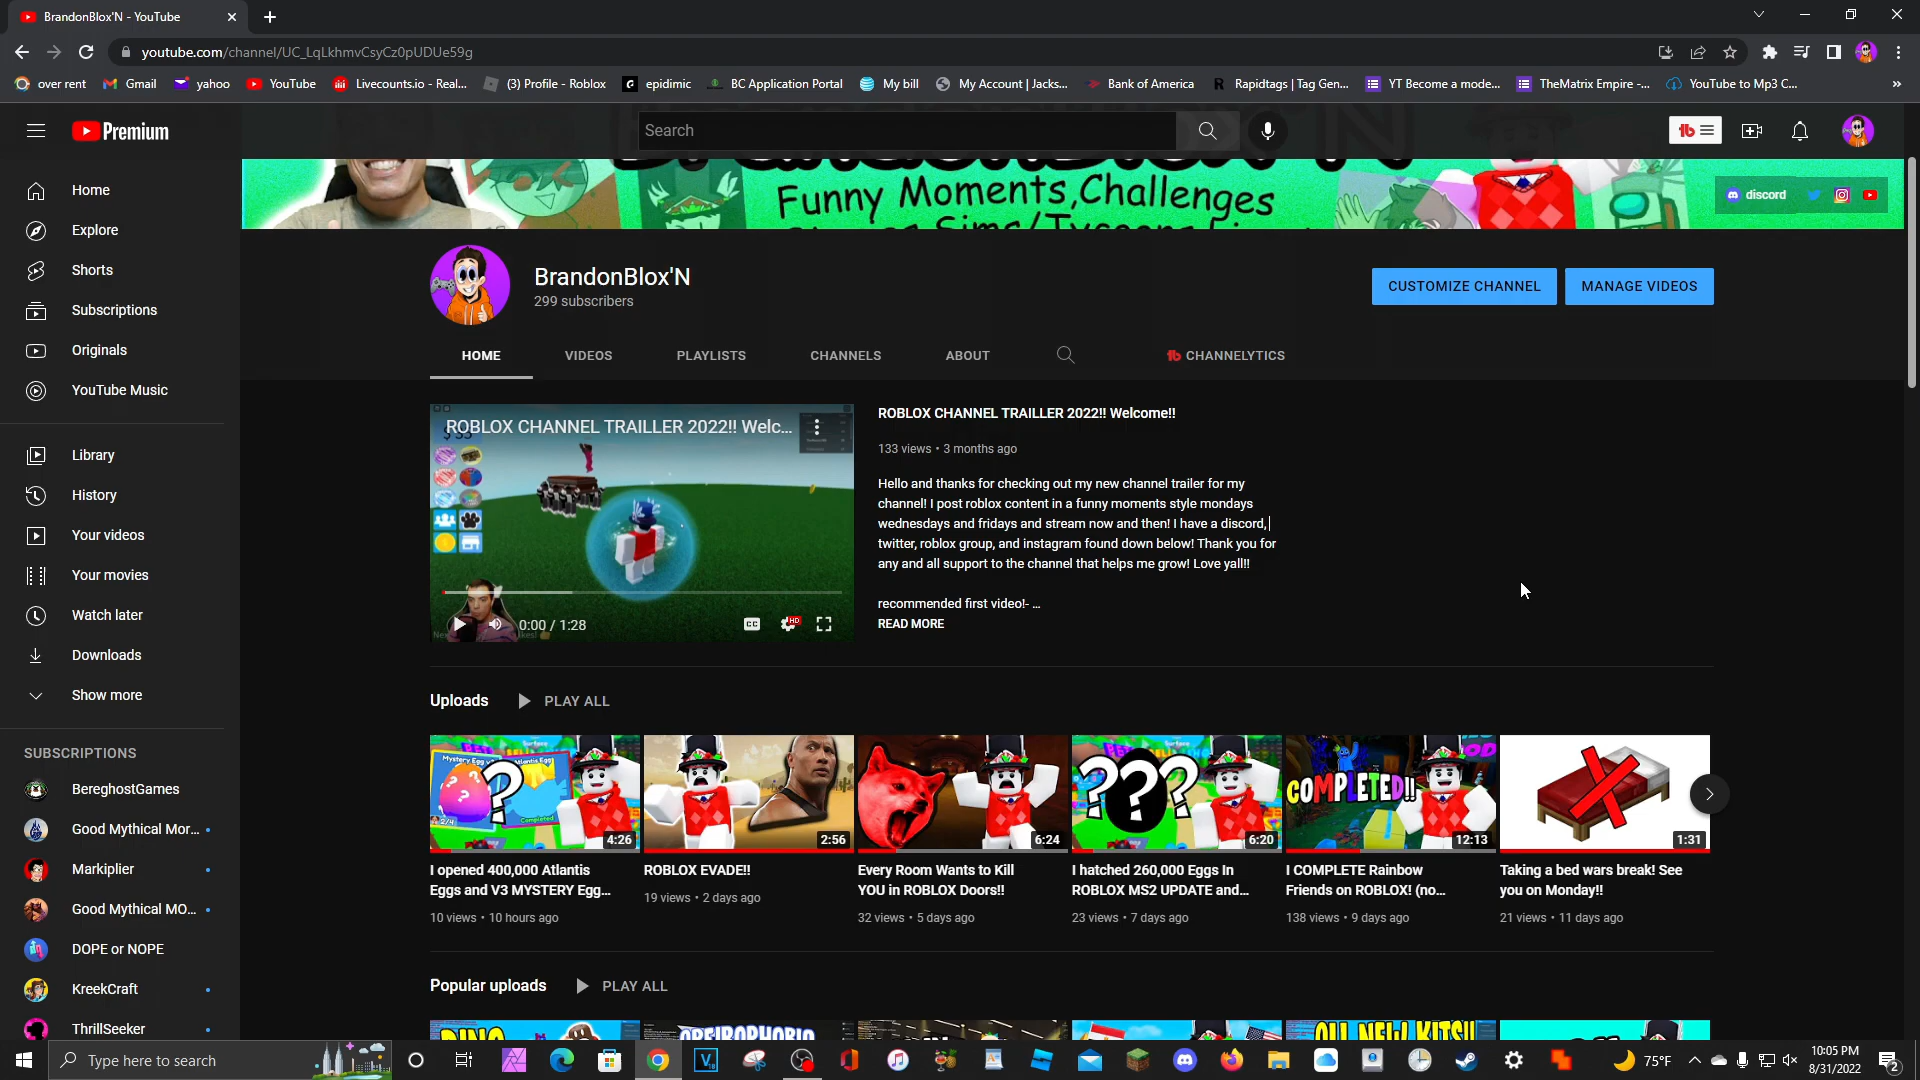 BrandonBlox'N - YouTube
youtube.com/channel/UC_LqLkhmvCsyCz0pUDUe59g
over rent
Gmail
yahoo
YouTube
Livecounts.io - Real...
(3) Profile - Roblox
epidimic
BC Application Portal
My bill
My Account | Jacks...
Bank of America
Rapidtags | Tag Gen...
YT Become a mode...
TheMatrix Empire -...
YouTube to Mp3 C...
Premium
Search
Funny Moments,Challenges
discord
Home
Explore
Shorts
Subscriptions
Originals
YouTube Music
Library
History
Your videos
Your movies
Watch later
Downloads
Show more
SUBSCRIPTIONS
BereghostGames
Good Mythical Mor...
Markiplier
Good Mythical MO...
DOPE or NOPE
KreekCraft
ThrillSeeker
BrandonBlox'N
299 subscribers
CUSTOMIZE CHANNEL
MANAGE VIDEOS
HOME
VIDEOS
PLAYLISTS
CHANNELS
ABOUT
CHANNELYTICS
ROBLOX CHANNEL TRAILLER 2022!! Welc...
0:00 / 1:28
CC
HD
ROBLOX CHANNEL TRAILLER 2022!! Welcome!!
133 views • 3 months ago
Hello and thanks for checking out my new channel trailer for my
channel! I post roblox content in a funny moments style mondays
wednesdays and fridays and stream now and then! I have a discord,
twitter, roblox group, and instagram found down below! Thank you for
any and all support to the channel that helps me grow! Love yall!!
recommended first video!- ...
READ MORE
Uploads
PLAY ALL
Mystery Egg
Atlantis Egg
2/4
Completed
4:26
2:56
6:24
???
6:20
COMPLETED!!
12:13
1:31
I opened 400,000 Atlantis
Eggs and V3 MYSTERY Egg...
10 views • 10 hours ago
ROBLOX EVADE!!
19 views • 2 days ago
Every Room Wants to Kill
YOU in ROBLOX Doors!!
32 views • 5 days ago
I hatched 260,000 Eggs In
ROBLOX MS2 UPDATE and...
23 views • 7 days ago
I COMPLETE Rainbow
Friends on ROBLOX! (no...
138 views • 9 days ago
Taking a bed wars break! See
you on Monday!!
21 views • 11 days ago
Popular uploads
PLAY ALL
Type here to search
75°F
10:05 PM
8/31/2022
2